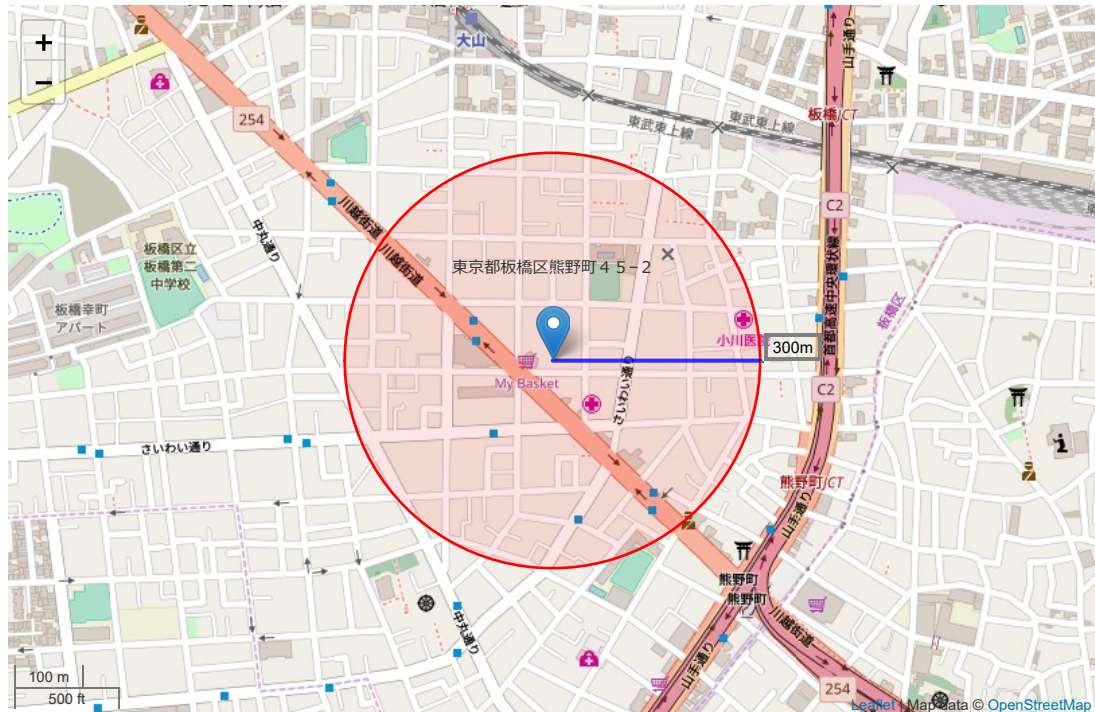 +
−
大山
254
東武東上線
東武東上線
山手通り
板橋JCT
C2
川越街道
川越街道
中丸通り
板橋区立
板橋第二
中学校
板橋幸町
アパート
東京都板橋区熊野町４５−２
首都高速中央環状線
板橋区
小川医院
300m
My Basket
さいわい通り
C2
さいわい通り
熊野町JCT
山手通り
熊野町
熊野町
中丸通り
川越街道
山手通り
254
100 m
500 ft
Leaflet | Map data © OpenStreetMap